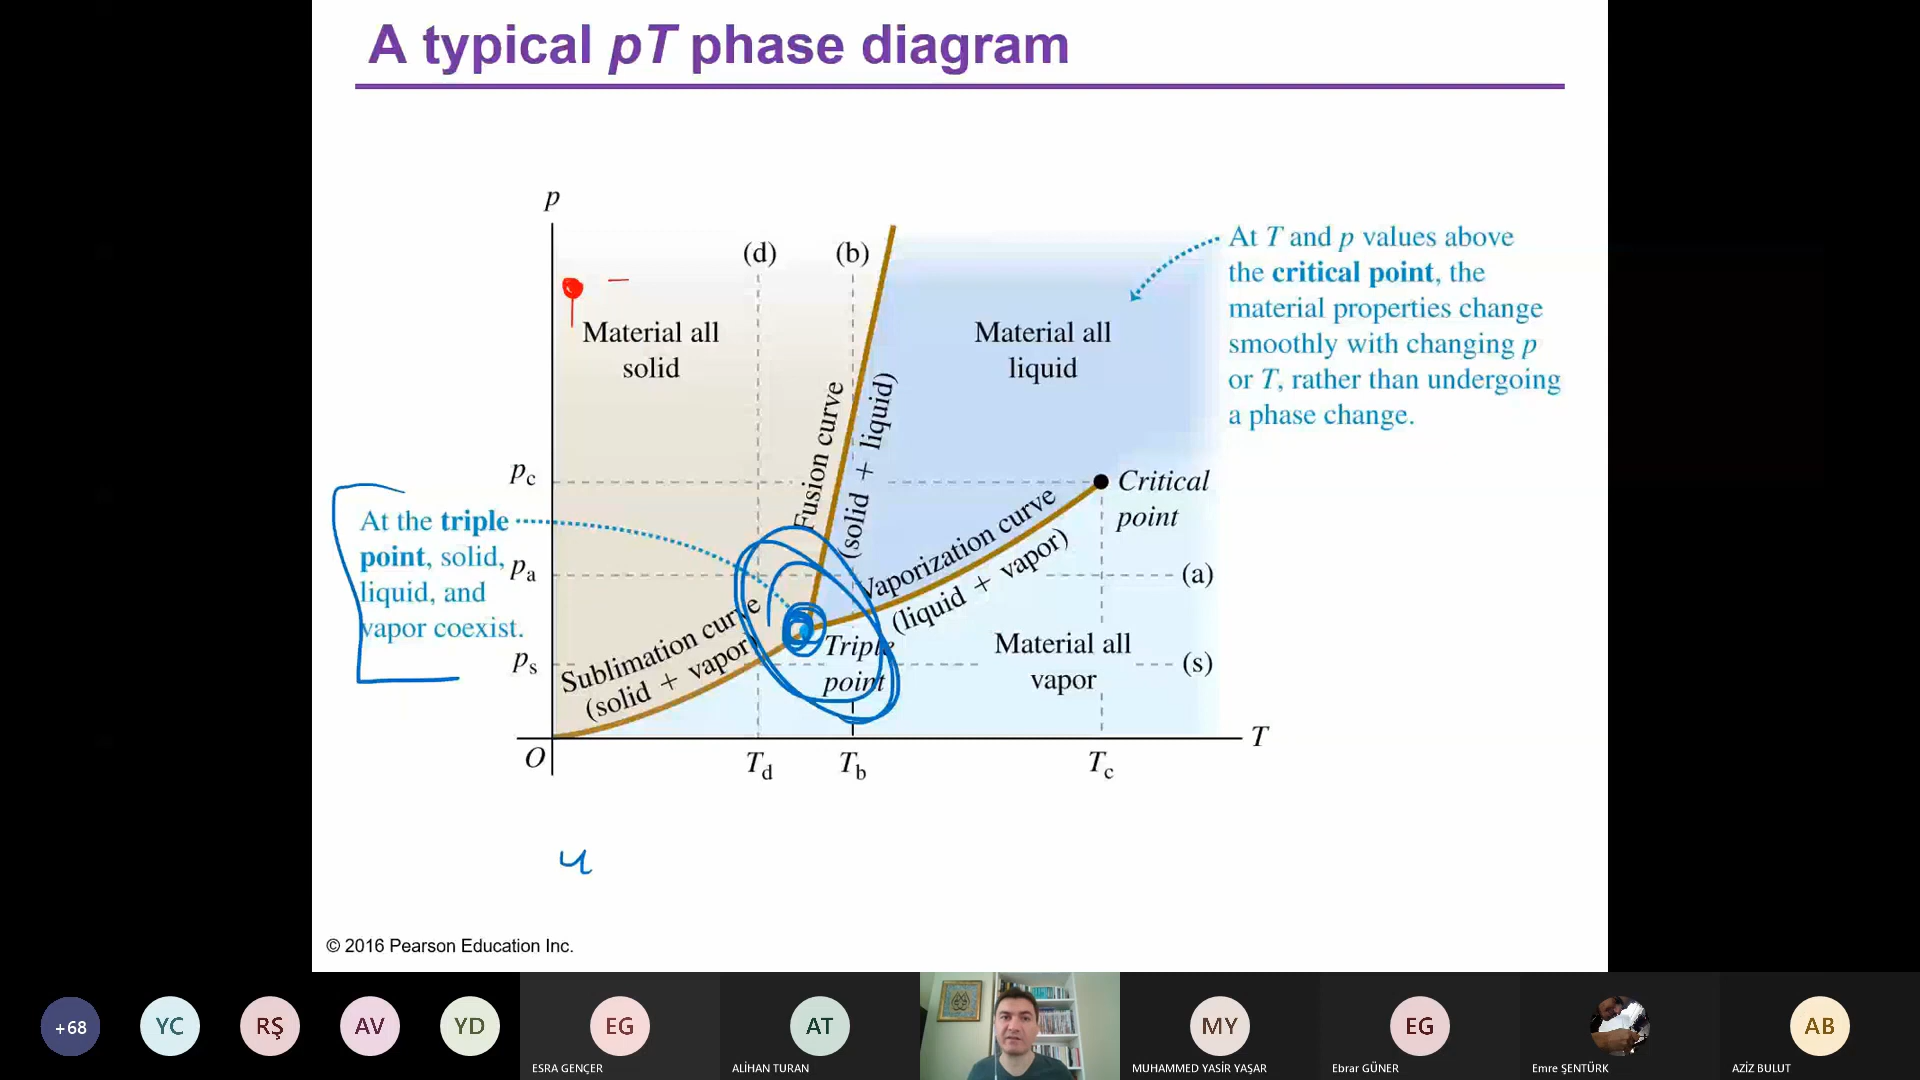 A typical pT phase diagram
p
(d)
(b)
At T and p values above
the critical point, the
material properties change
smoothly with changing p
or T, rather than undergoing
a phase change.
Material all
solid
Material all
liquid
Fusion curve
(solid + liquid)
pc
Critical
point
At the triple
point, solid,
liquid, and
vapor coexist.
pa
Vaporization curve
(liquid + vapor)
(a)
Sublimation curve
(solid + vapor)
Triple
point
Material all
vapor
ps
(s)
O
Td
Tb
Tc
T
© 2016 Pearson Education Inc.
+68
YC
RŞ
AV
YD
EG
ESRA GENÇER
AT
ALİHAN TURAN
MY
MUHAMMED YASİR YAŞAR
EG
Ebrar GÜNER
Emre ŞENTÜRK
AB
AZİZ BULUT